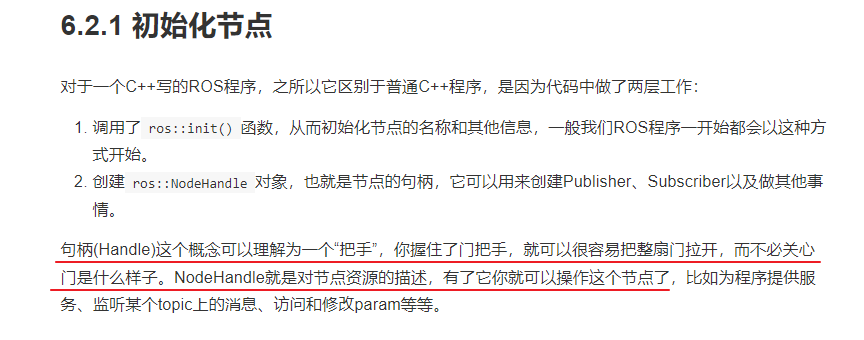 6.2.1 初始化节点
对于一个C++写的ROS程序，之所以它区别于普通C++程序，是因为代码中做了两层工作：
1. 调用了 ros::init() 函数，从而初始化节点的名称和其他信息，一般我们ROS程序一开始都会以这种方
式开始。
2. 创建 ros::NodeHandle 对象，也就是节点的句柄，它可以用来创建Publisher、Subscriber以及做其他事
情。
句柄(Handle)这个概念可以理解为一个“把手”，你握住了门把手，就可以很容易把整扇门拉开，而不必关心
门是什么样子。NodeHandle就是对节点资源的描述，有了它你就可以操作这个节点了，比如为程序提供服
务、监听某个topic上的消息、访问和修改param等等。